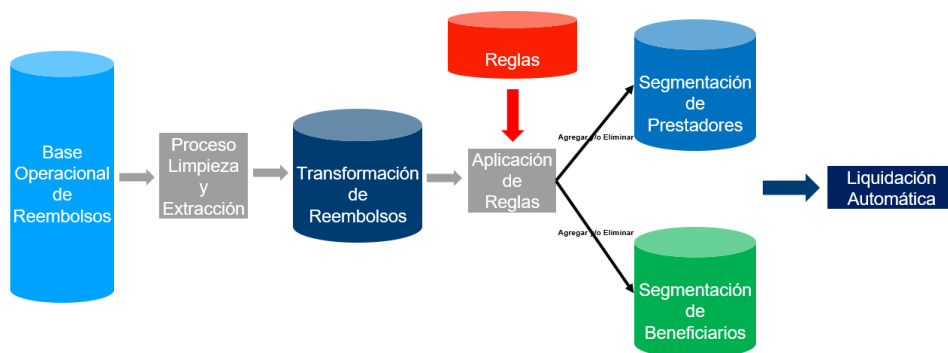 Base
Operacional
de
Reembolsos
Proceso
Limpieza
y
Extracción
Transformación
de
Reembolsos
Reglas
Aplicación
de
Reglas
Agregar y/o Eliminar
Agregar y/o Eliminar
Segmentación
de
Prestadores
Segmentación
de
Beneficiarios
Liquidación
Automática